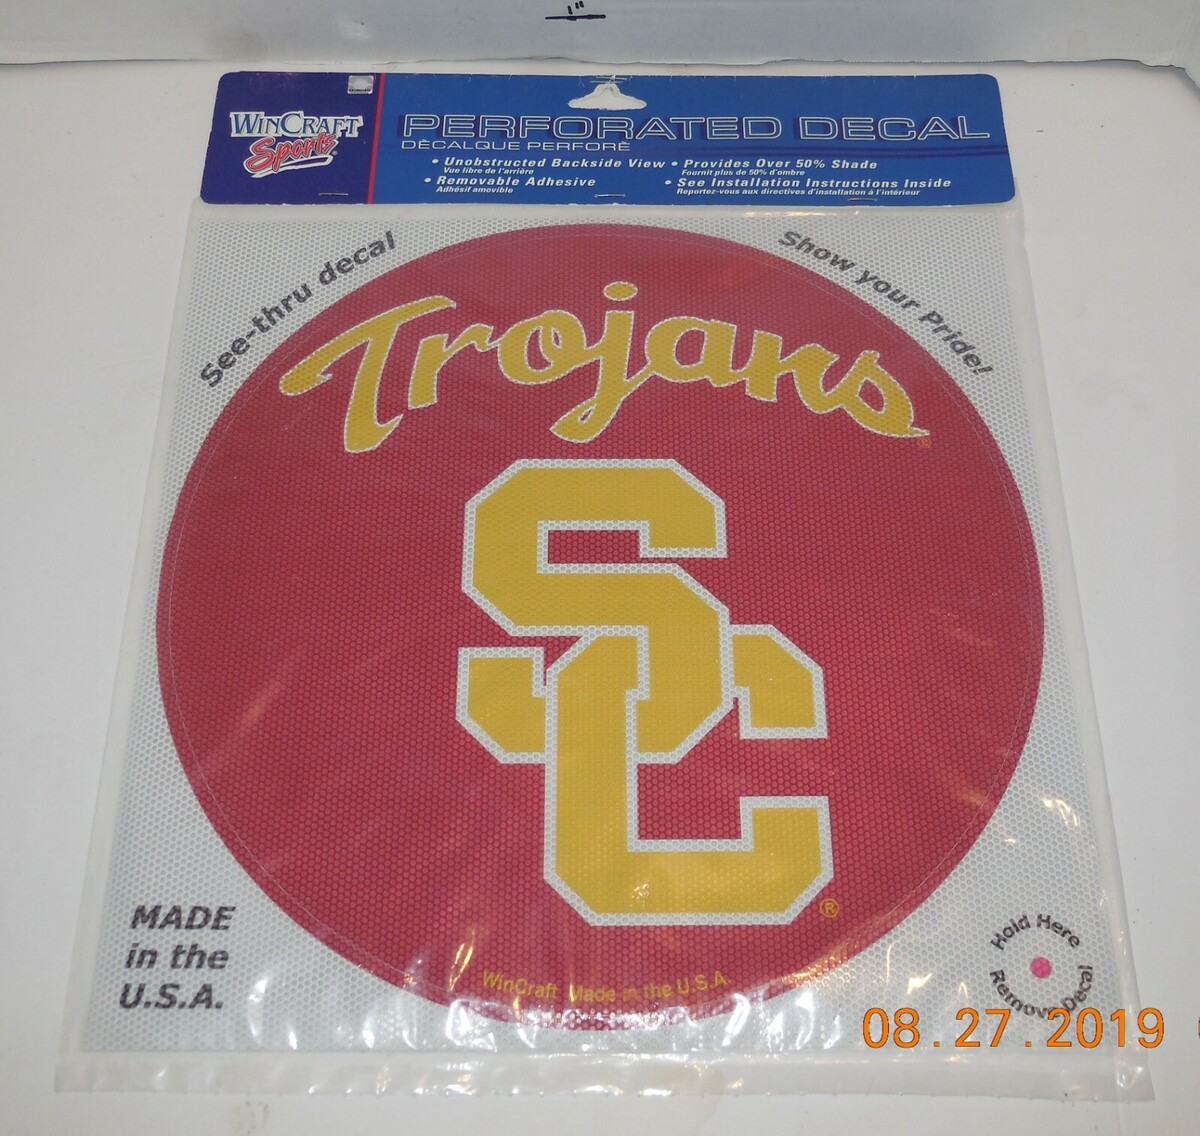 1"
WINCRAFT
Sports®
PERFORATED DECAL
DÉCALQUE PERFORÉ
• Unobstructed Backside View • Provides Over 50% Shade
Vue libre de l'arrière Fournit plus de 50% d'ombre
• Removable Adhesive • See Installation Instructions Inside
Adhésif amovible Reportez-vous aux directives d'installation à l'intérieur
See-thru decal
Show your Pride!
Trojans
SC®
WinCraft Made in the U.S.A.
MADE
in the
U.S.A.
Hold Here
Remove Decal
08.27.2019